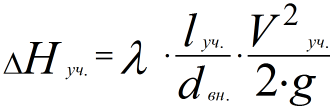 ΔH уч. = λ · l уч. / d вн. · V² уч. / 2·g